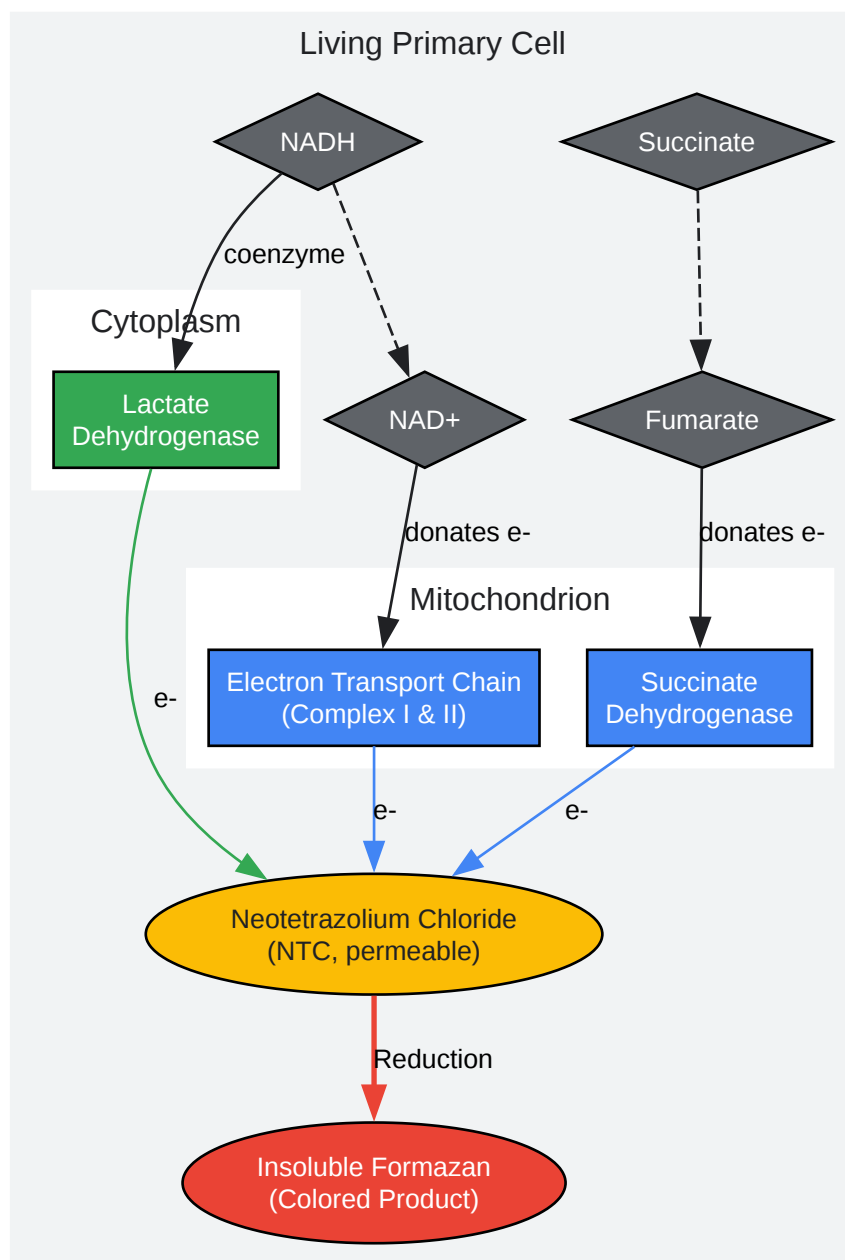 Living Primary Cell
NADH
Succinate
coenzyme
Cytoplasm
Lactate
Dehydrogenase
NAD+
Fumarate
donates e-
donates e-
Mitochondrion
Electron Transport Chain
(Complex I & II)
Succinate
Dehydrogenase
e-
e-
e-
Neotetrazolium Chloride
(NTC, permeable)
Reduction
Insoluble Formazan
(Colored Product)